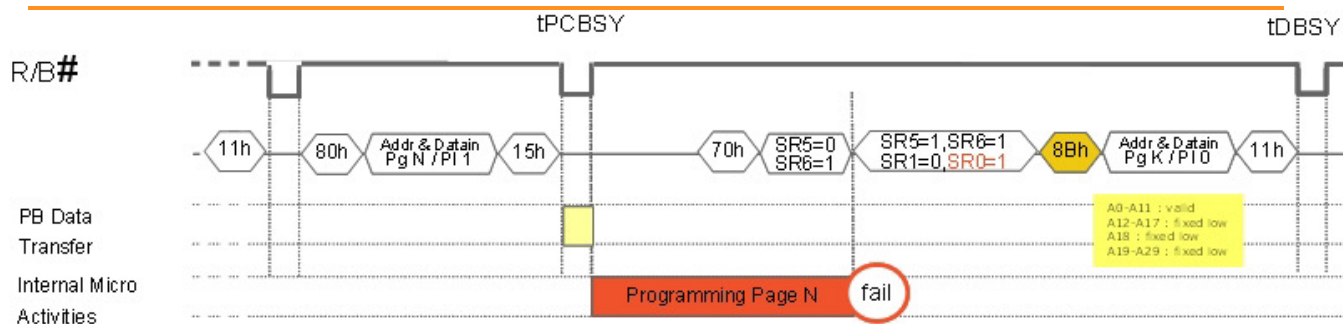 tPCBSY
tDBSY
R/B#
11h
80h
Addr & Datain
Pg N / Pl 1
15h
70h
SR5=0
SR6=1
SR5=1,SR6=1
SR1=0,SR0=1
8Bh
Addr & Datain
Pg K / Pl 0
11h
PB Data
Transfer
A0-A11 : valid
A12-A17 : fixed low
A18 : fixed low
A19-A29 : fixed low
Internal Micro
Activities
Programming Page N
fail